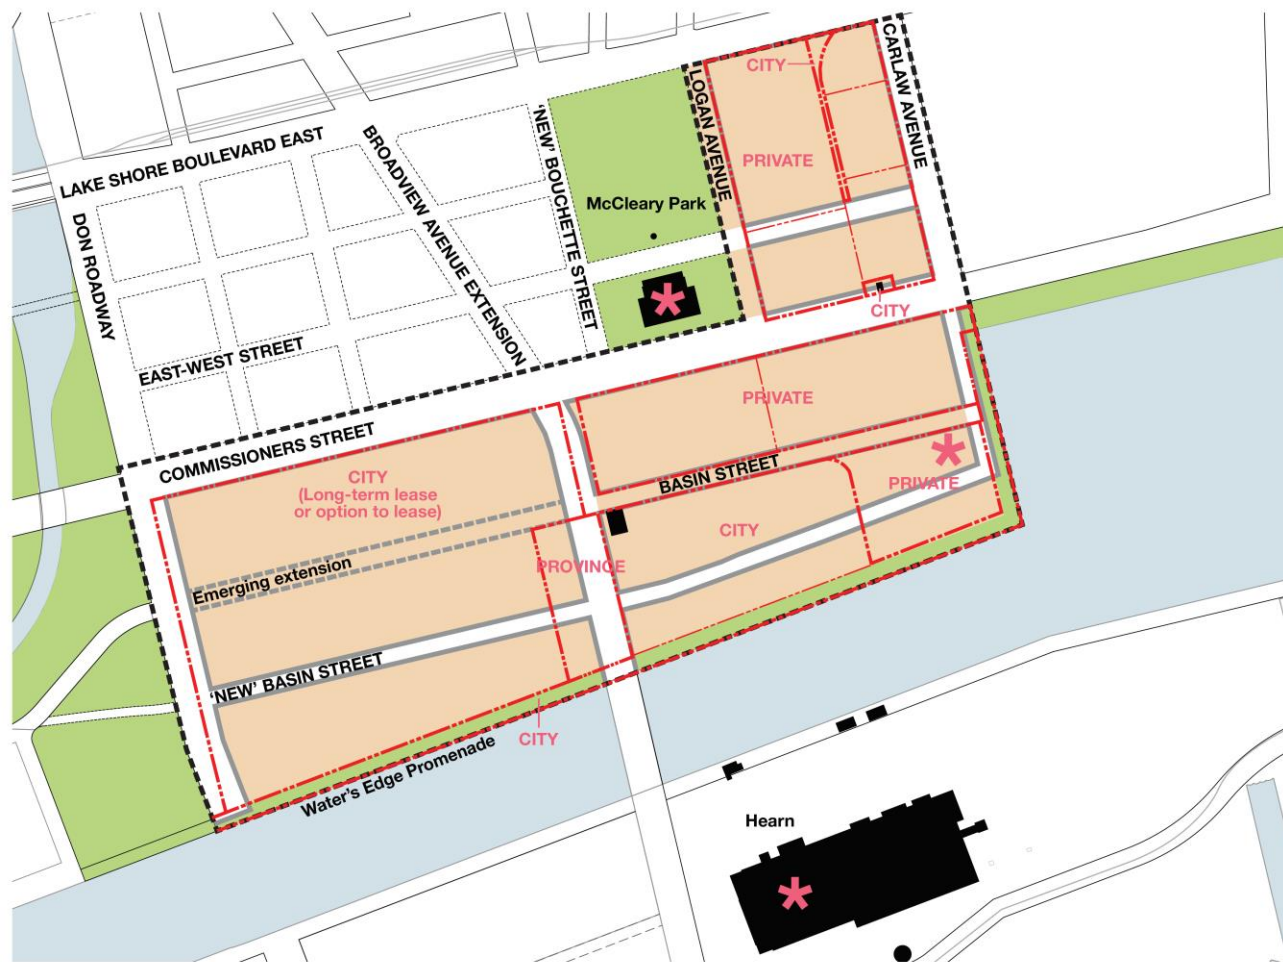 CARLAW AVENUE
CITY
LOGAN AVENUE
LAKE SHORE BOULEVARD EAST
BROADVIEW AVENUE EXTENSION
'NEW' BOUCHETTE STREET
PRIVATE
McCleary Park
DON ROADWAY
CITY
EAST-WEST STREET
PRIVATE
COMMISSIONERS STREET
CITY
(Long-term lease
or option to lease)
BASIN STREET
PRIVATE
CITY
Emerging extension
PROVINCE
'NEW' BASIN STREET
CITY
Water's Edge Promenade
Hearn